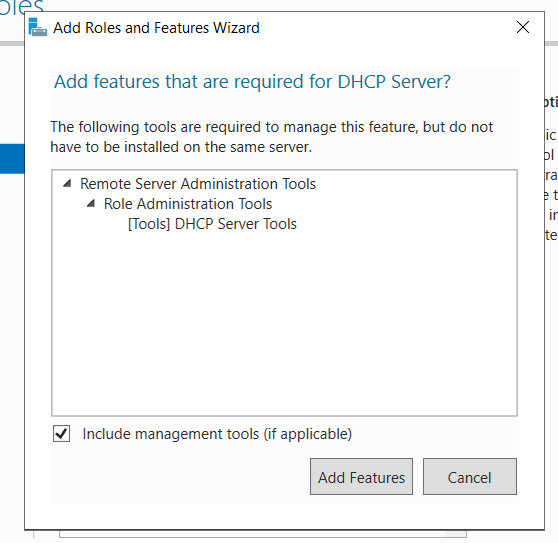 Add Roles and Features Wizard
Add features that are required for DHCP Server?
The following tools are required to manage this feature, but do not
have to be installed on the same server.
Remote Server Administration Tools
Role Administration Tools
[Tools] DHCP Server Tools
Include management tools (if applicable)
Add Features
Cancel